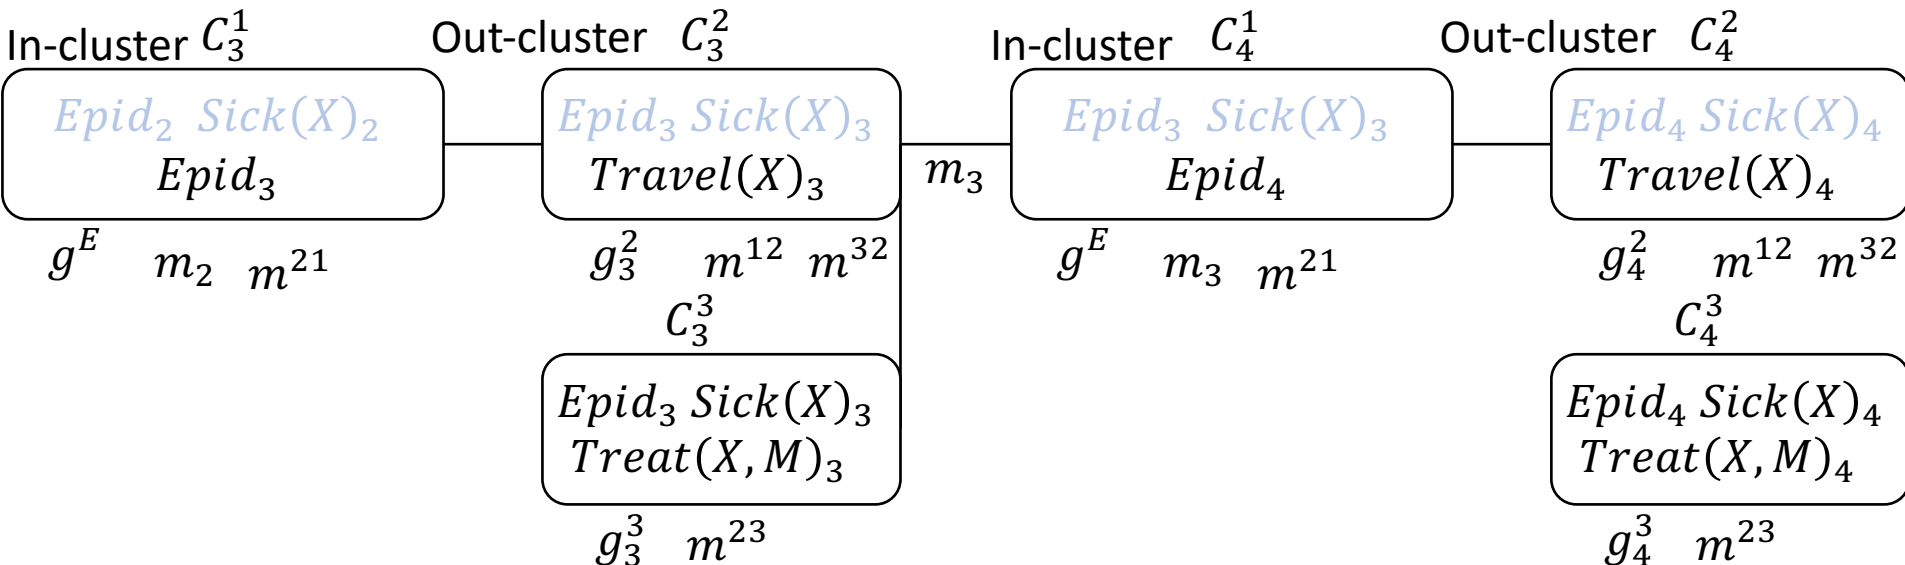 In-cluster C_3^1
Out-cluster C_3^2
In-cluster C_4^1
Out-cluster C_4^2
Epid_2 Sick(X)_2
Epid_3
Epid_3 Sick(X)_3
Travel(X)_3
m_3
Epid_3 Sick(X)_3
Epid_4
Epid_4 Sick(X)_4
Travel(X)_4
g^E m_2 m^{21}
g_3^2 m^{12} m^{32}
g^E m_3 m^{21}
g_4^2 m^{12} m^{32}
C_3^3
C_4^3
Epid_3 Sick(X)_3
Treat(X, M)_3
Epid_4 Sick(X)_4
Treat(X, M)_4
g_3^3 m^{23}
g_4^3 m^{23}